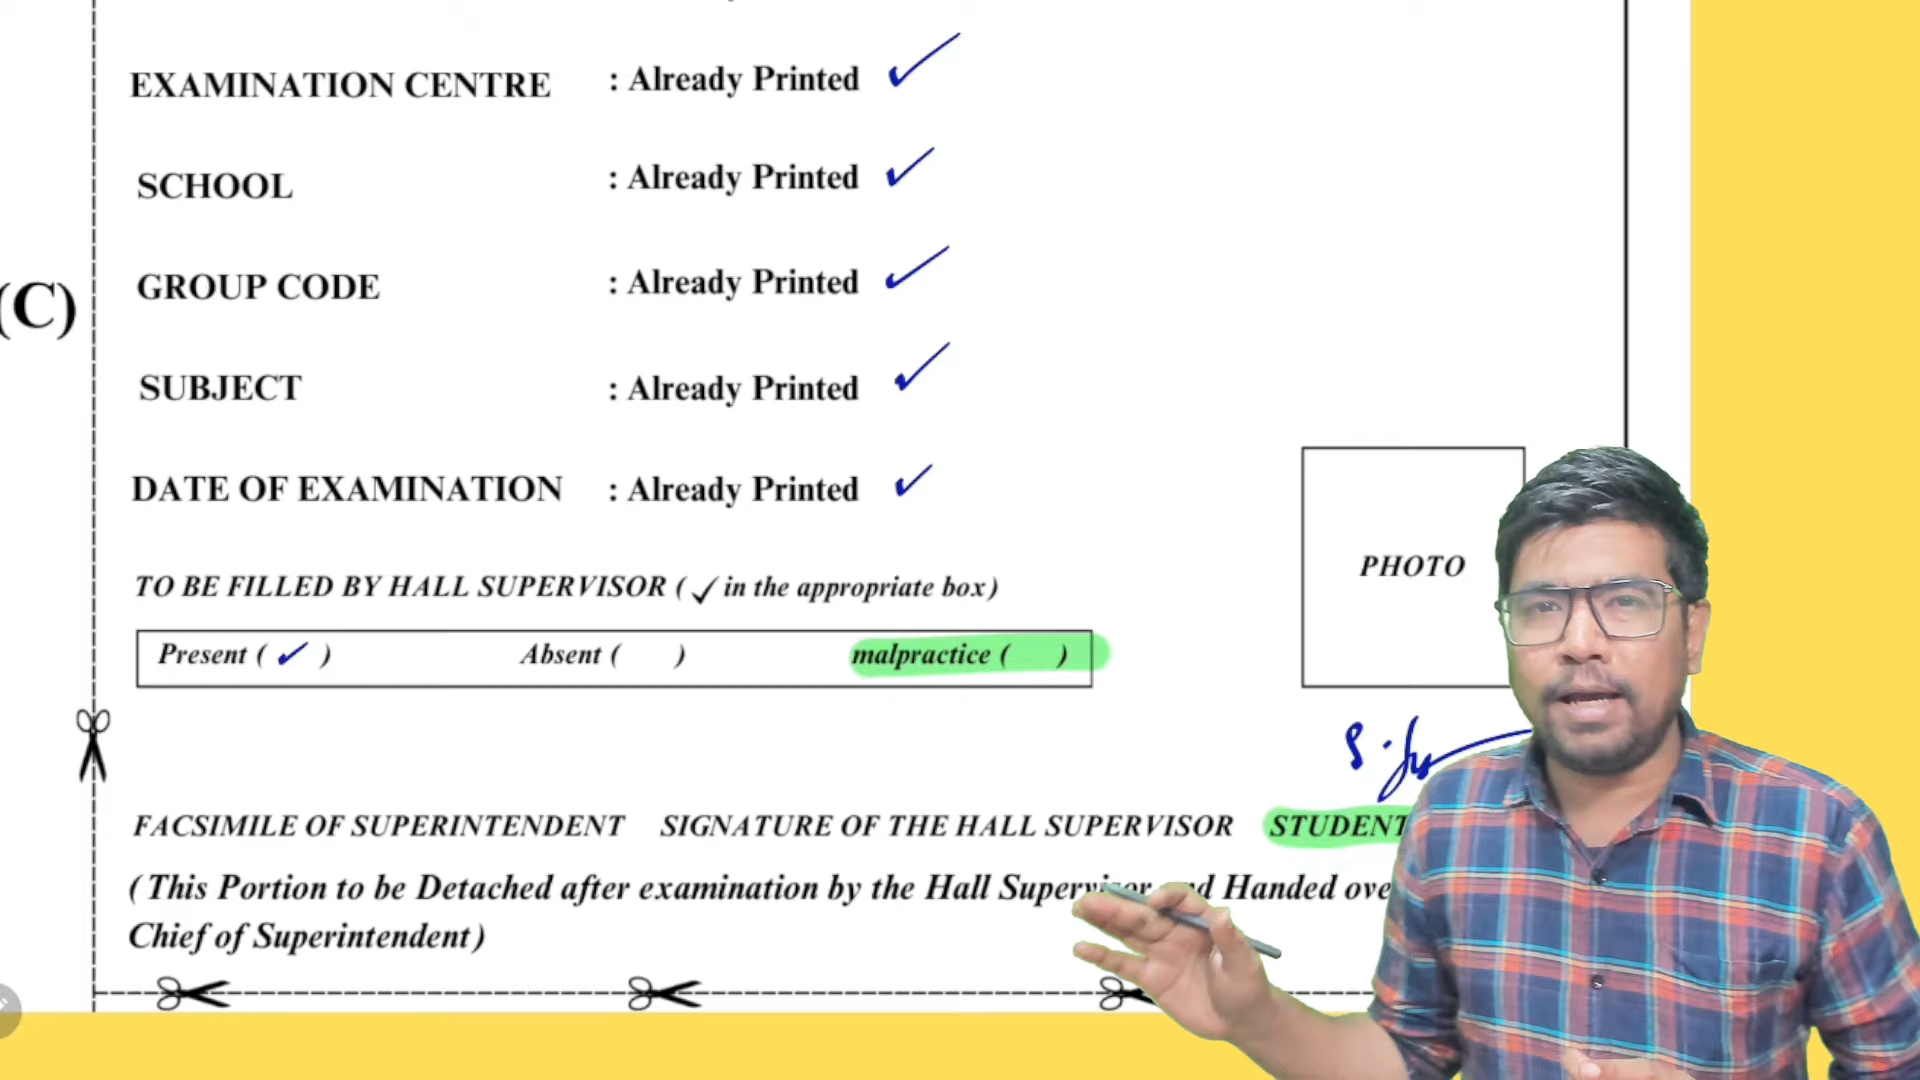 EXAMINATION CENTRE : Already Printed ✓
SCHOOL : Already Printed ✓
(C)
GROUP CODE : Already Printed ✓
SUBJECT : Already Printed ✓
DATE OF EXAMINATION : Already Printed ✓
PHOTO
TO BE FILLED BY HALL SUPERVISOR (✓ in the appropriate box)
Present ( ✓ ) Absent ( ) malpractice ( )
FACSIMILE OF SUPERINTENDENT SIGNATURE OF THE HALL SUPERVISOR STUDENT
(This Portion to be Detached after examination by the Hall Handed
Chief of Superintendent)